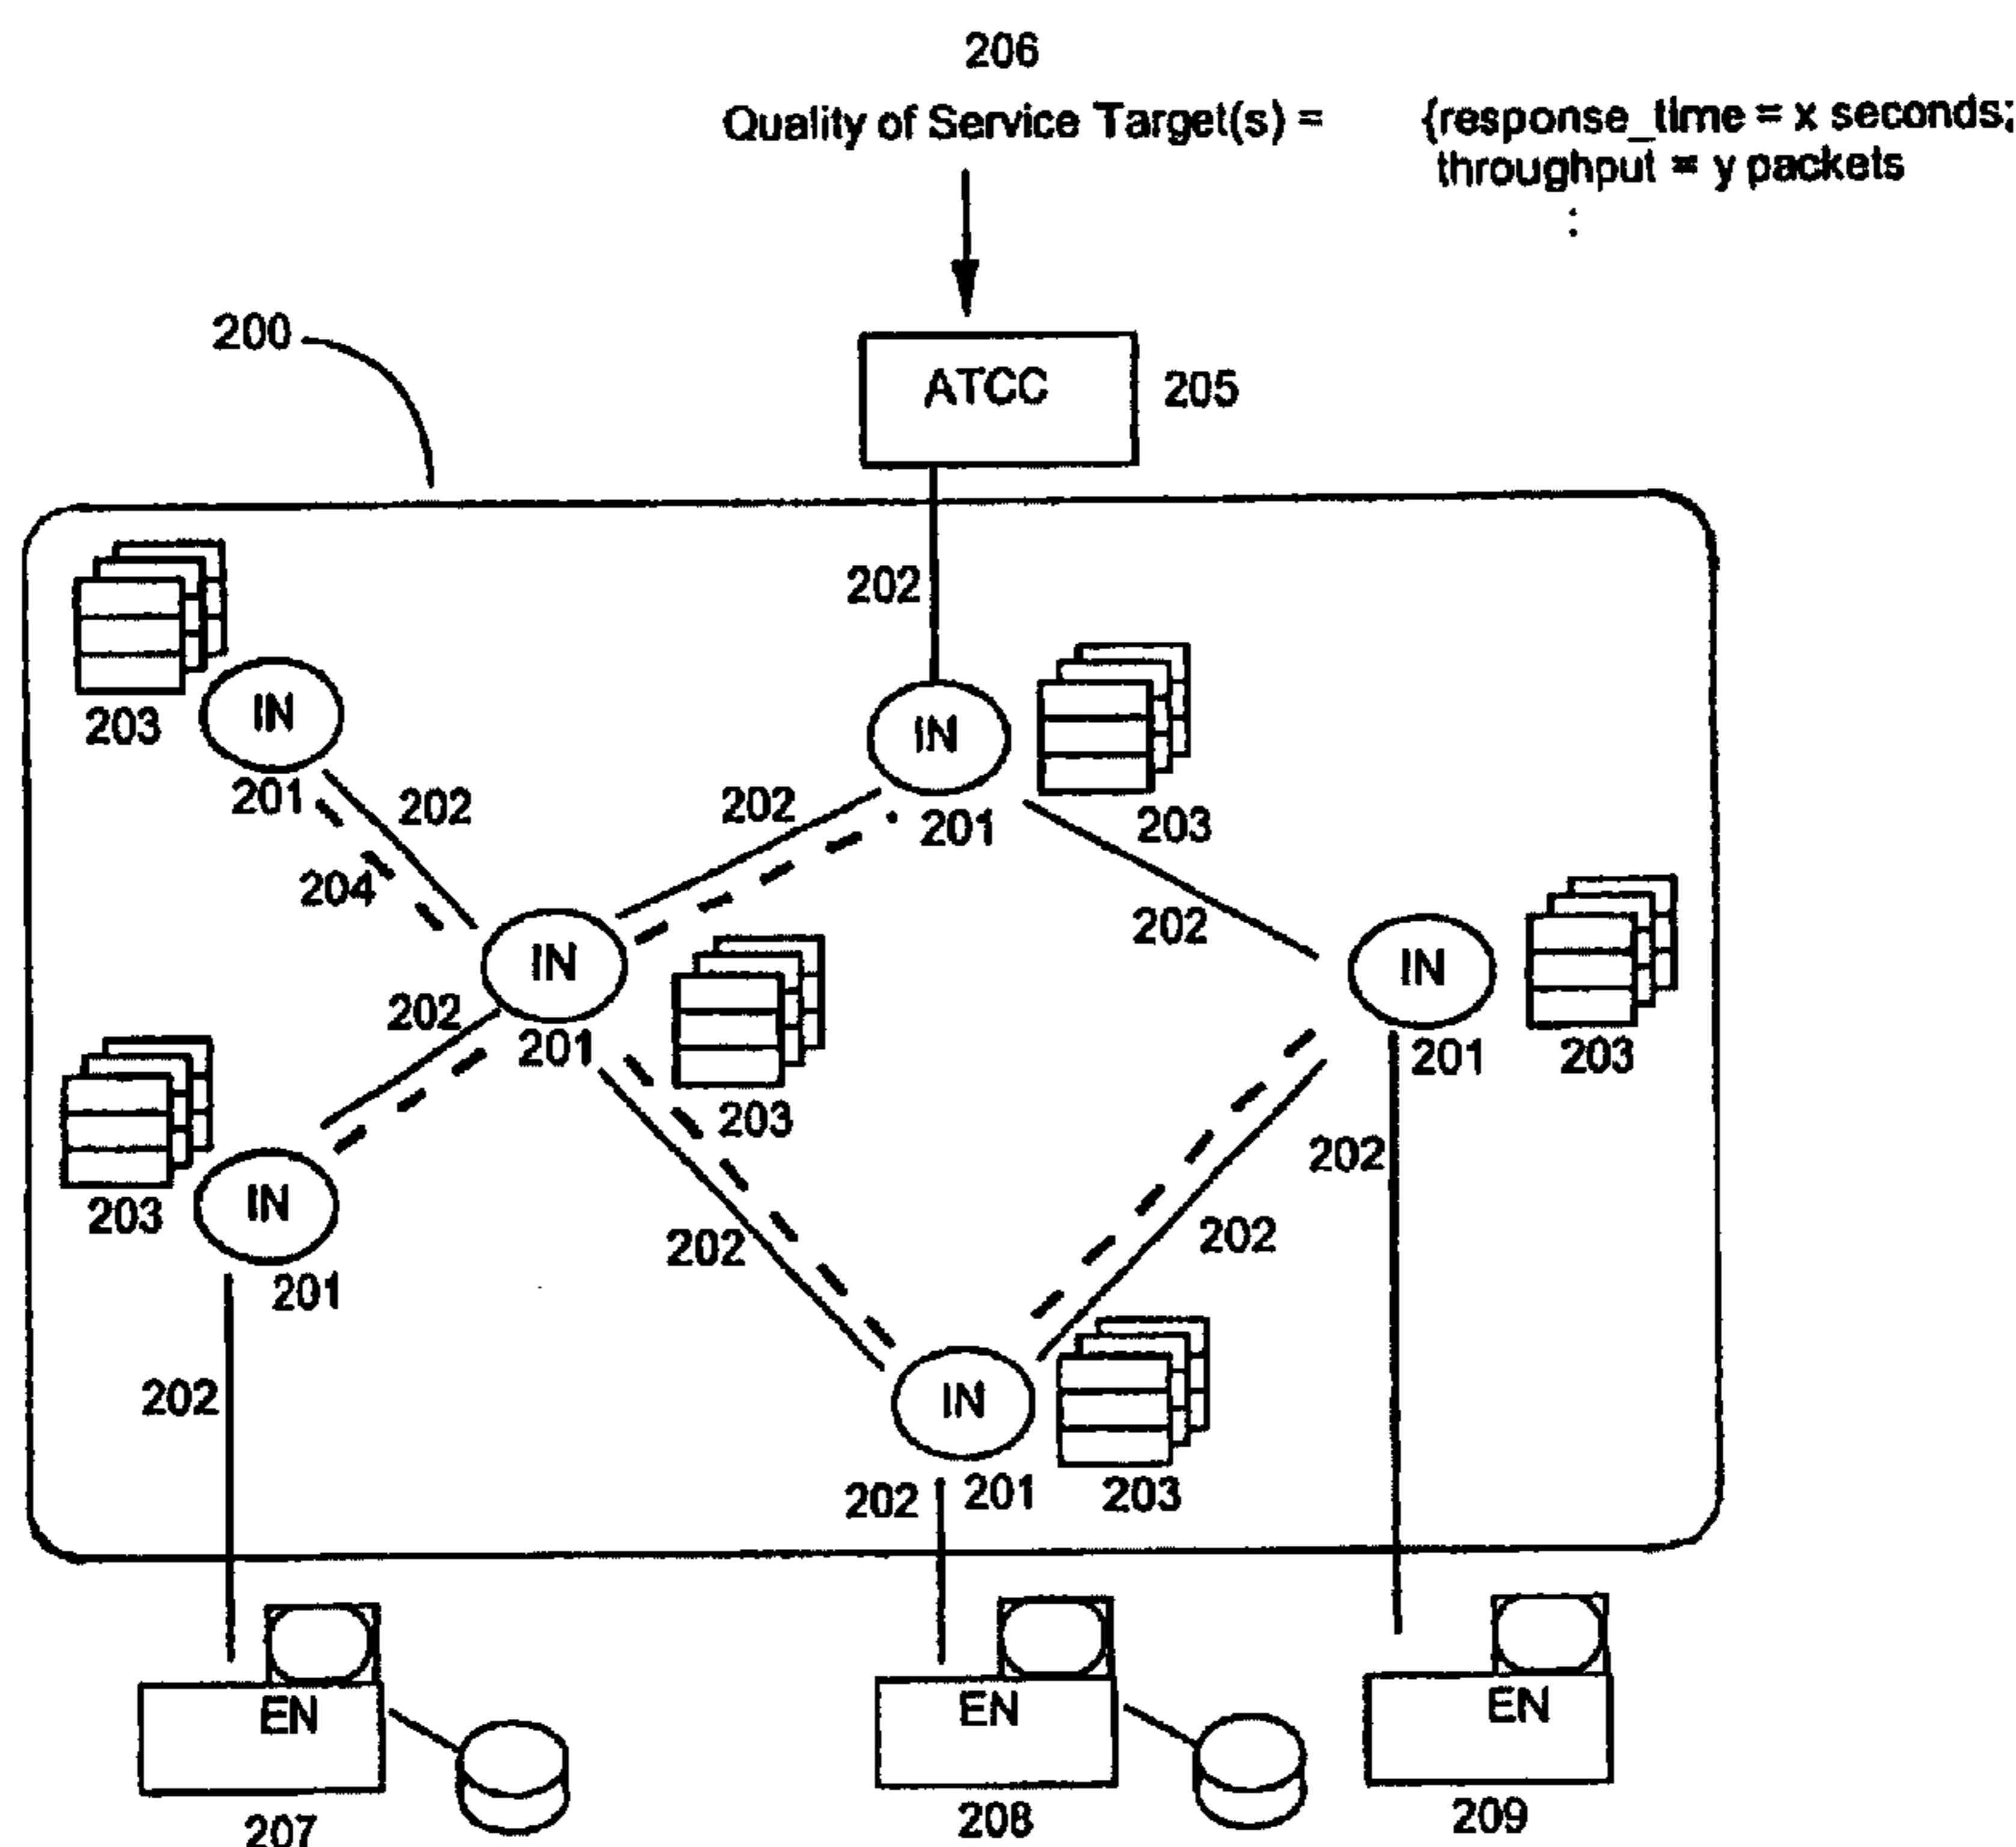 206
Quality of Service Target(s) = {response_time = x seconds;
throughput = y packets
:
200
ATCC 205
202
203 IN
201
IN
201
203
202
202
204
202
IN
201
203
IN
201
203
202
203 IN
201
202
202
202
202
IN
201
203
202
EN
207
EN
208
EN
209